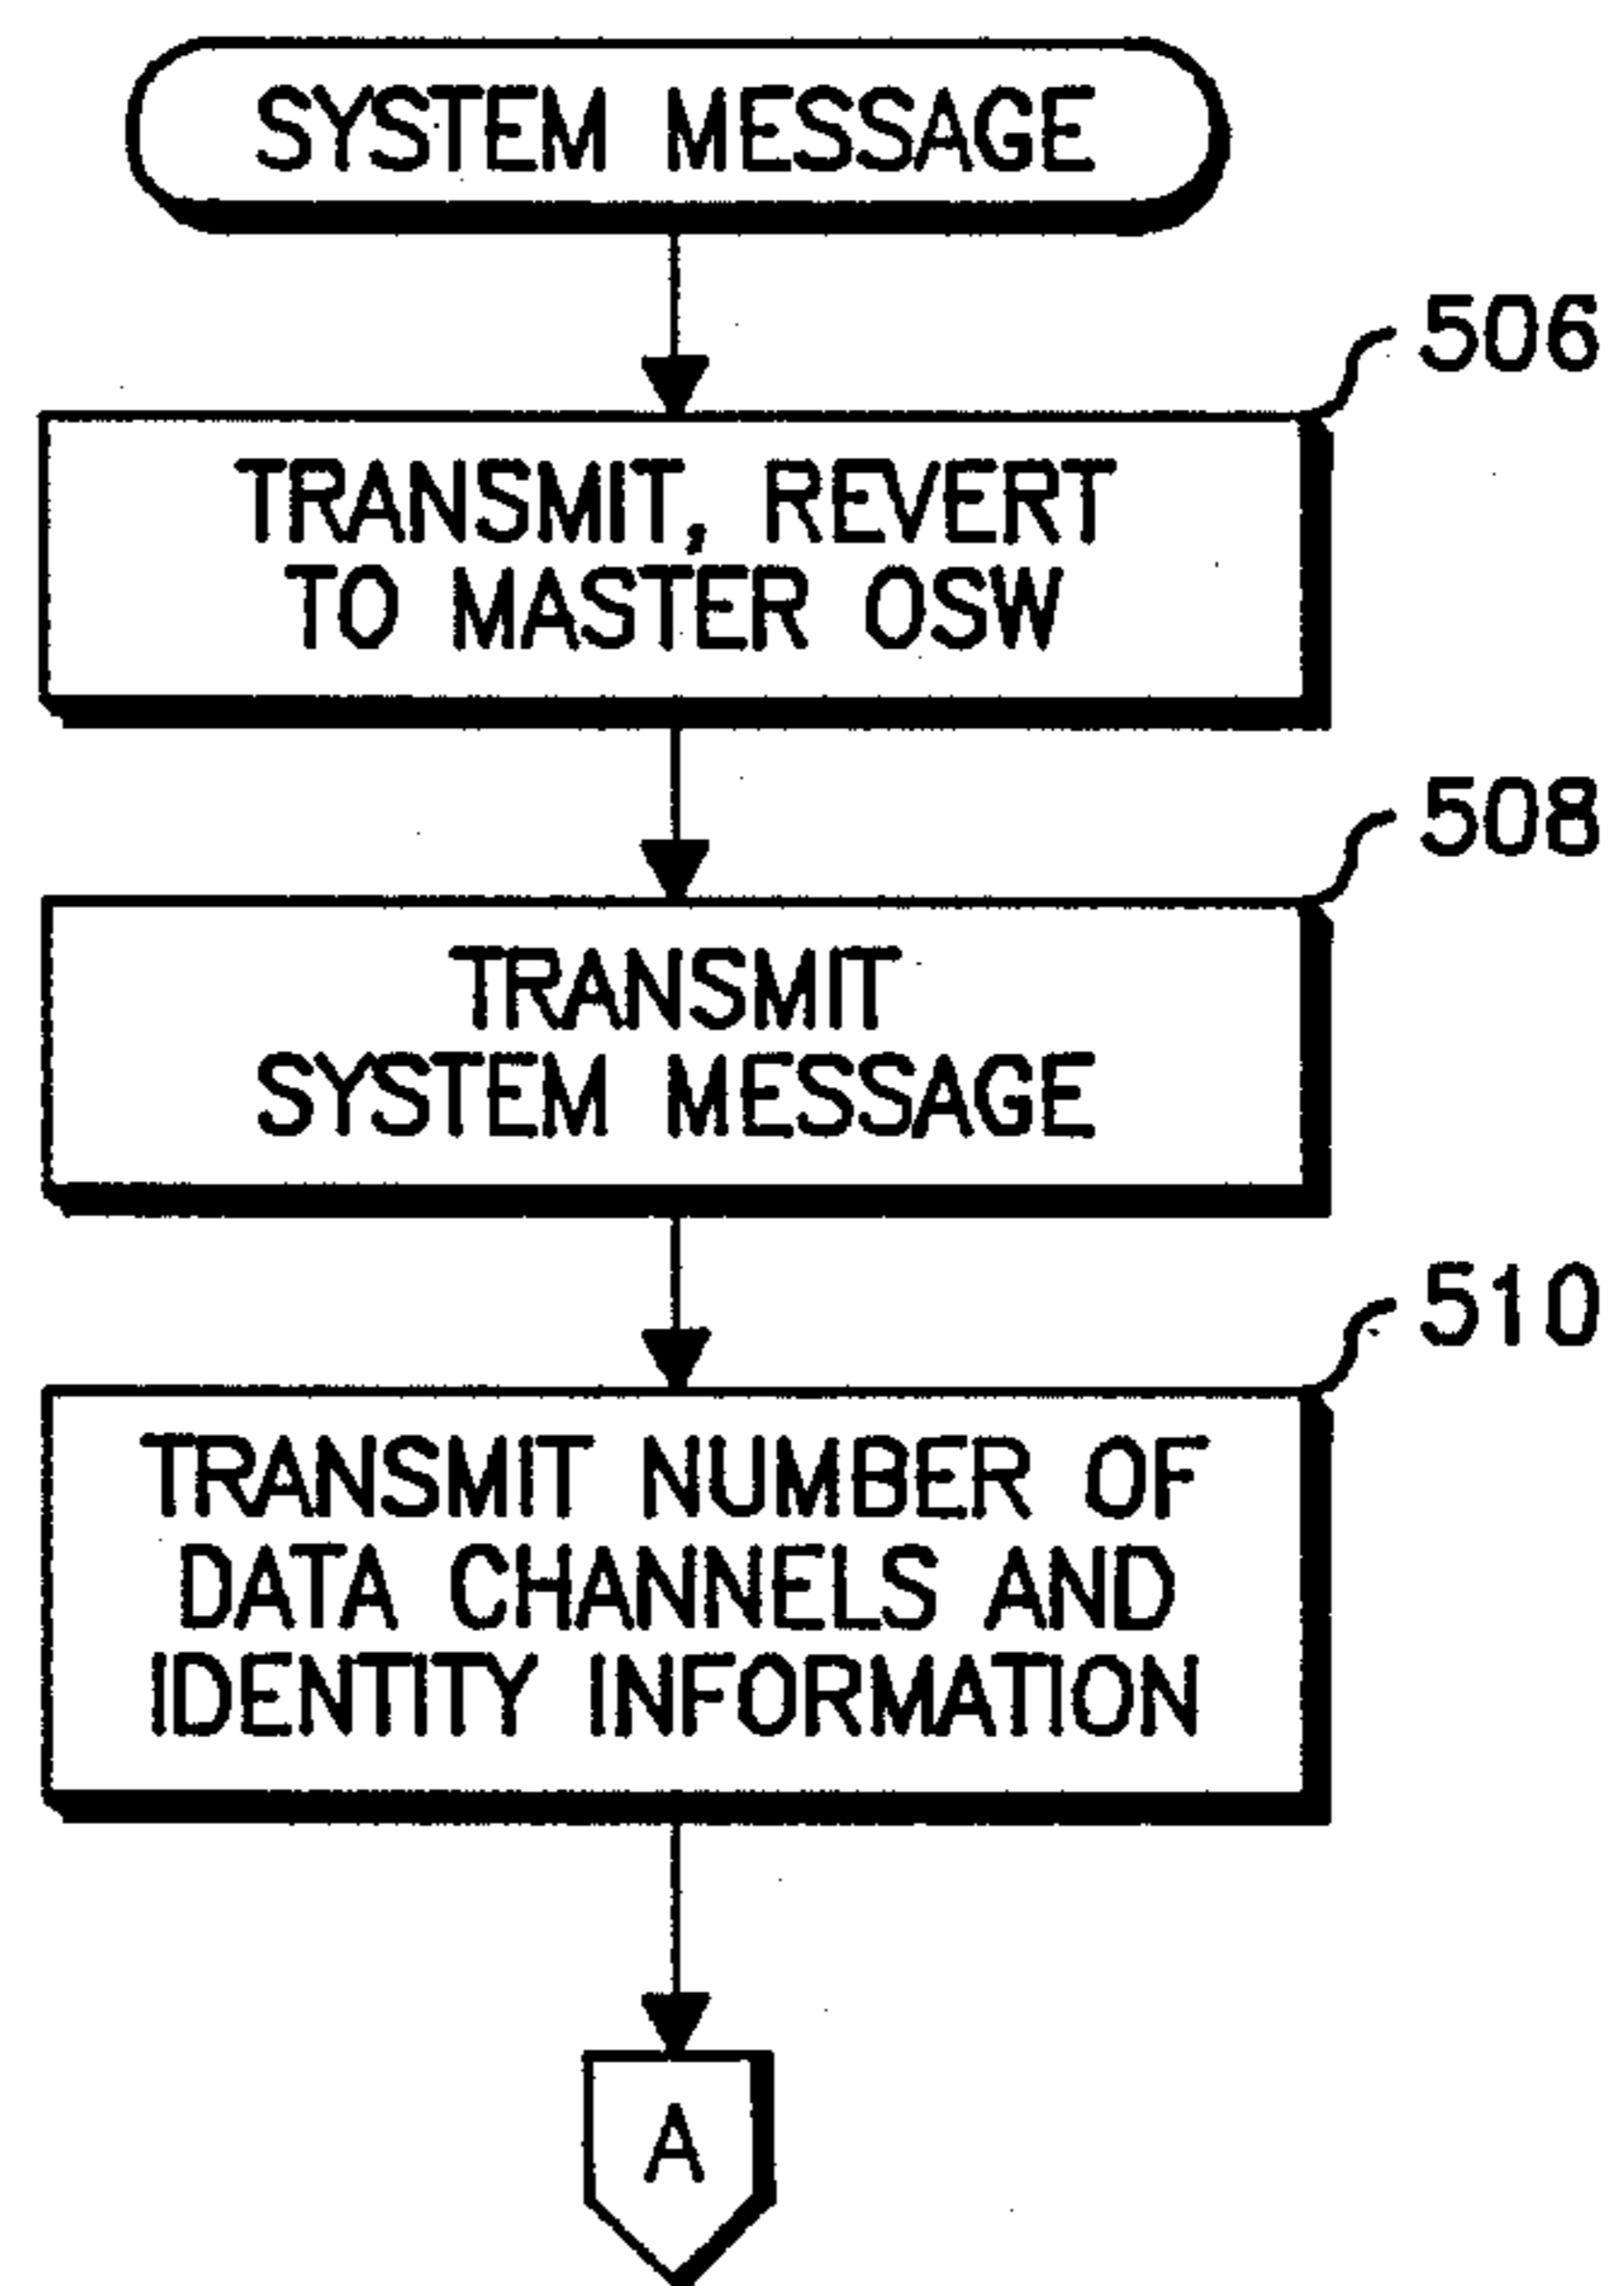 SYSTEM MESSAGE
506
TRANSMIT, REVERT
TO MASTER OSW
508
TRANSMIT
SYSTEM MESSAGE
510
TRANSMIT NUMBER OF
DATA CHANNELS AND
IDENTITY INFORMATION
A